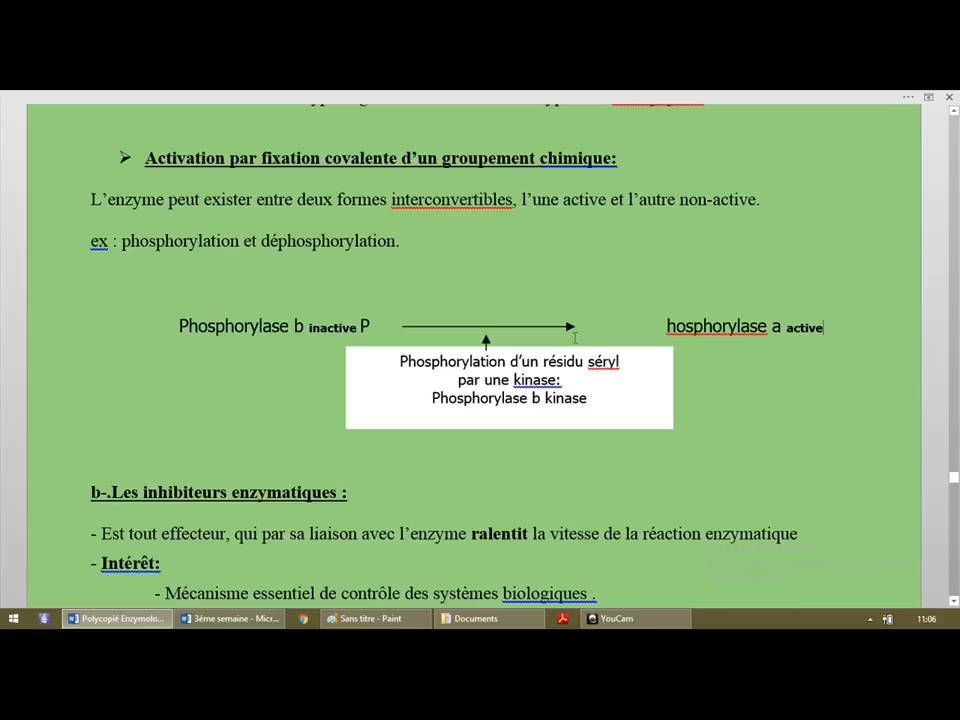 Activation par fixation covalente d’un groupement chimique:
L’enzyme peut exister entre deux formes interconvertibles, l’une active et l’autre non-active.
ex : phosphorylation et déphosphorylation.
Phosphorylase b inactive P hosphorylase a active
Phosphorylation d’un résidu séryl
par une kinase:
Phosphorylase b kinase
b-.Les inhibiteurs enzymatiques :
- Est tout effecteur, qui par sa liaison avec l’enzyme ralentit la vitesse de la réaction enzymatique
- Intérêt:
- Mécanisme essentiel de contrôle des systèmes biologiques .
Polycopié Enzymolo... 3éme semaine - Micr... Sans titre - Paint Documents YouCam 11:06